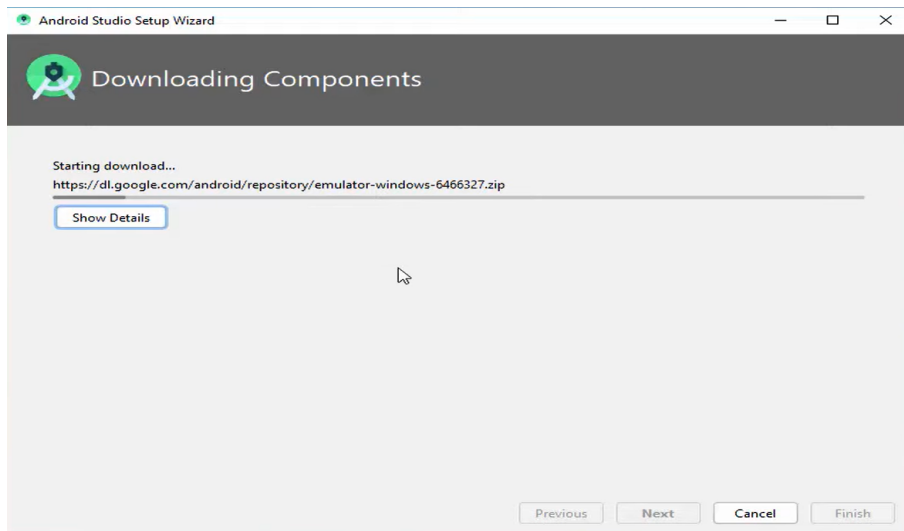 Android Studio Setup Wizard
Downloading Components
Starting download...
https://dl.google.com/android/repository/emulator-windows-6466327.zip
Show Details
Previous Next Cancel Finish